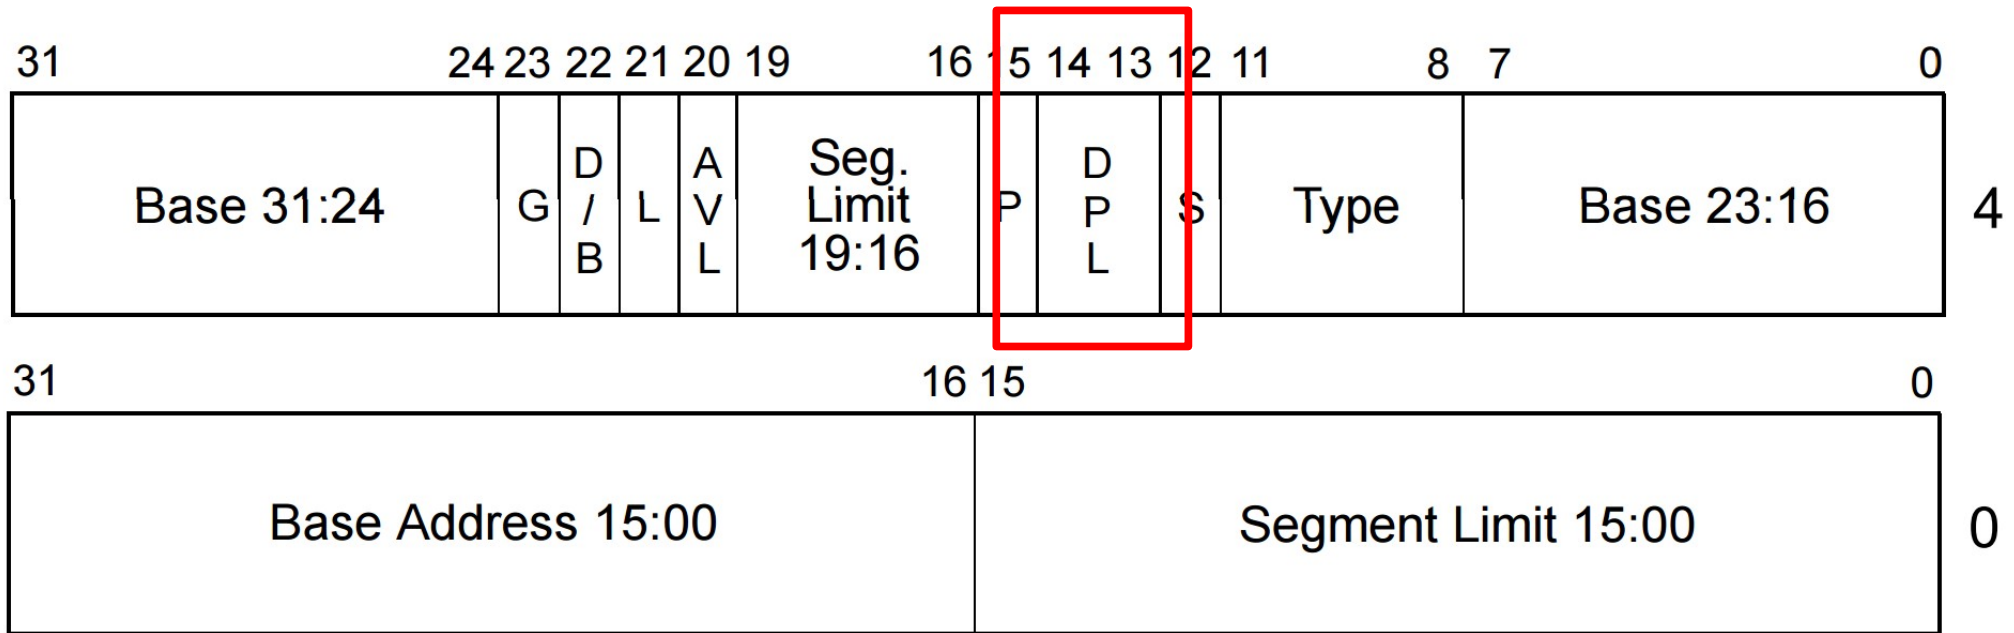 31 24 23 22 21 20 19 16 15 14 13 12 11 8 7 0
Base 31:24 G D/B L AVL Seg. Limit 19:16 P DPL S Type Base 23:16 4
31 16 15 0
Base Address 15:00 Segment Limit 15:00 0